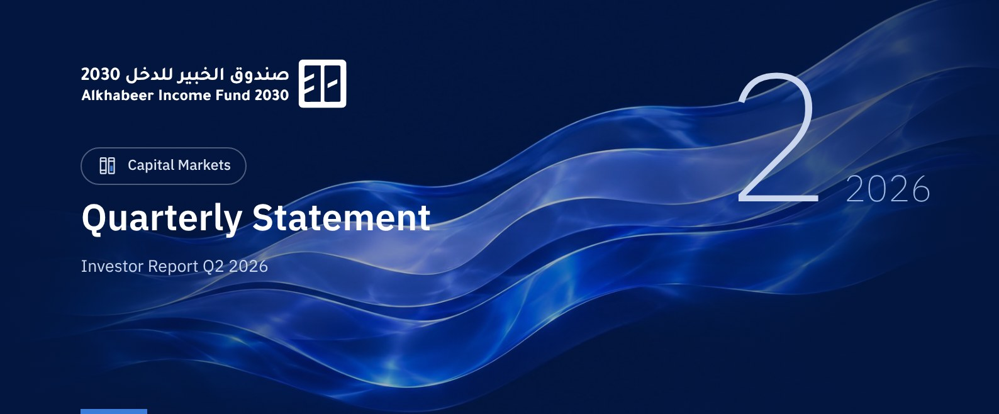 صندوق الخبير للدخل 2030
Alkhabeer Income Fund 2030
Capital Markets
Quarterly Statement
Investor Report Q2 2026
2 2026